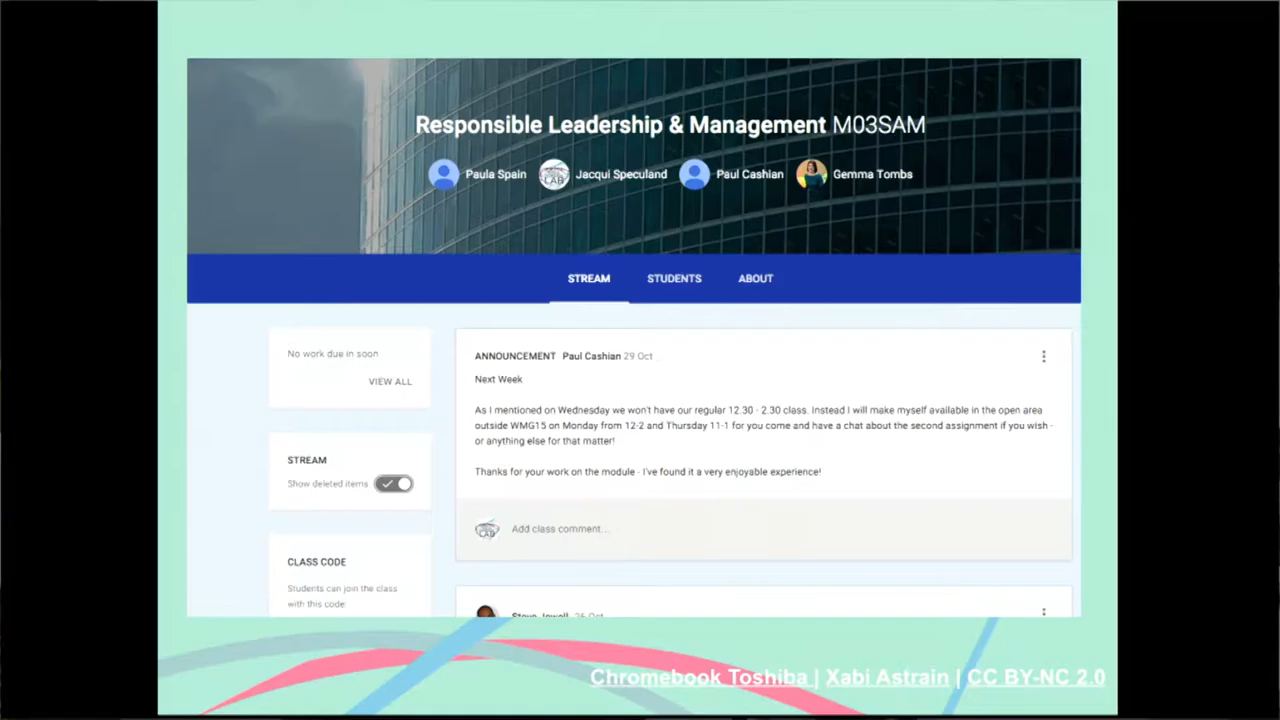 Responsible Leadership & Management M03SAM
Paula Spain Jacqui Speculand Paul Cashian Gemma Tombs
STREAM STUDENTS ABOUT
No work due in soon
VIEW ALL
STREAM
Show deleted items
CLASS CODE
Students can join the class
with this code:
ANNOUNCEMENT Paul Cashian 29 Oct
Next Week
As I mentioned on Wednesday we won't have our regular 12.30 - 2.30 class. Instead I will make myself available in the open area
outside WMG15 on Monday from 12-2 and Thursday 11-1 for you come and have a chat about the second assignment if you wish -
or anything else for that matter!
Thanks for your work on the module - I've found it a very enjoyable experience!
LAB Add class comment...
26 Oct
Chromebook Toshiba | Xabi Astrain | CC BY-NC 2.0